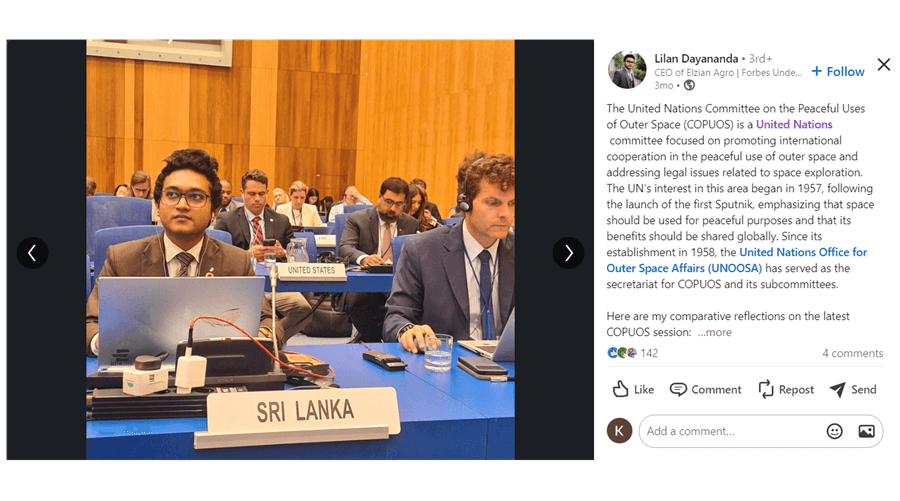 UNITED STATES
SRI LANKA
Lilan Dayananda • 3rd+
CEO of Elzian Agro | Forbes Unde...
3mo •
+ Follow
The United Nations Committee on the Peaceful Uses
of Outer Space (COPUOS) is a United Nations
committee focused on promoting international
cooperation in the peaceful use of outer space and
addressing legal issues related to space exploration.
The UN's interest in this area began in 1957, following
the launch of the first Sputnik, emphasizing that space
should be used for peaceful purposes and that its
benefits should be shared globally. Since its
establishment in 1958, the United Nations Office for
Outer Space Affairs (UNOOSA) has served as the
secretariat for COPUOS and its subcommittees.
Here are my comparative reflections on the latest
COPUOS session: ...more
142
4 comments
Like
Comment
Repost
Send
K
Add a comment...